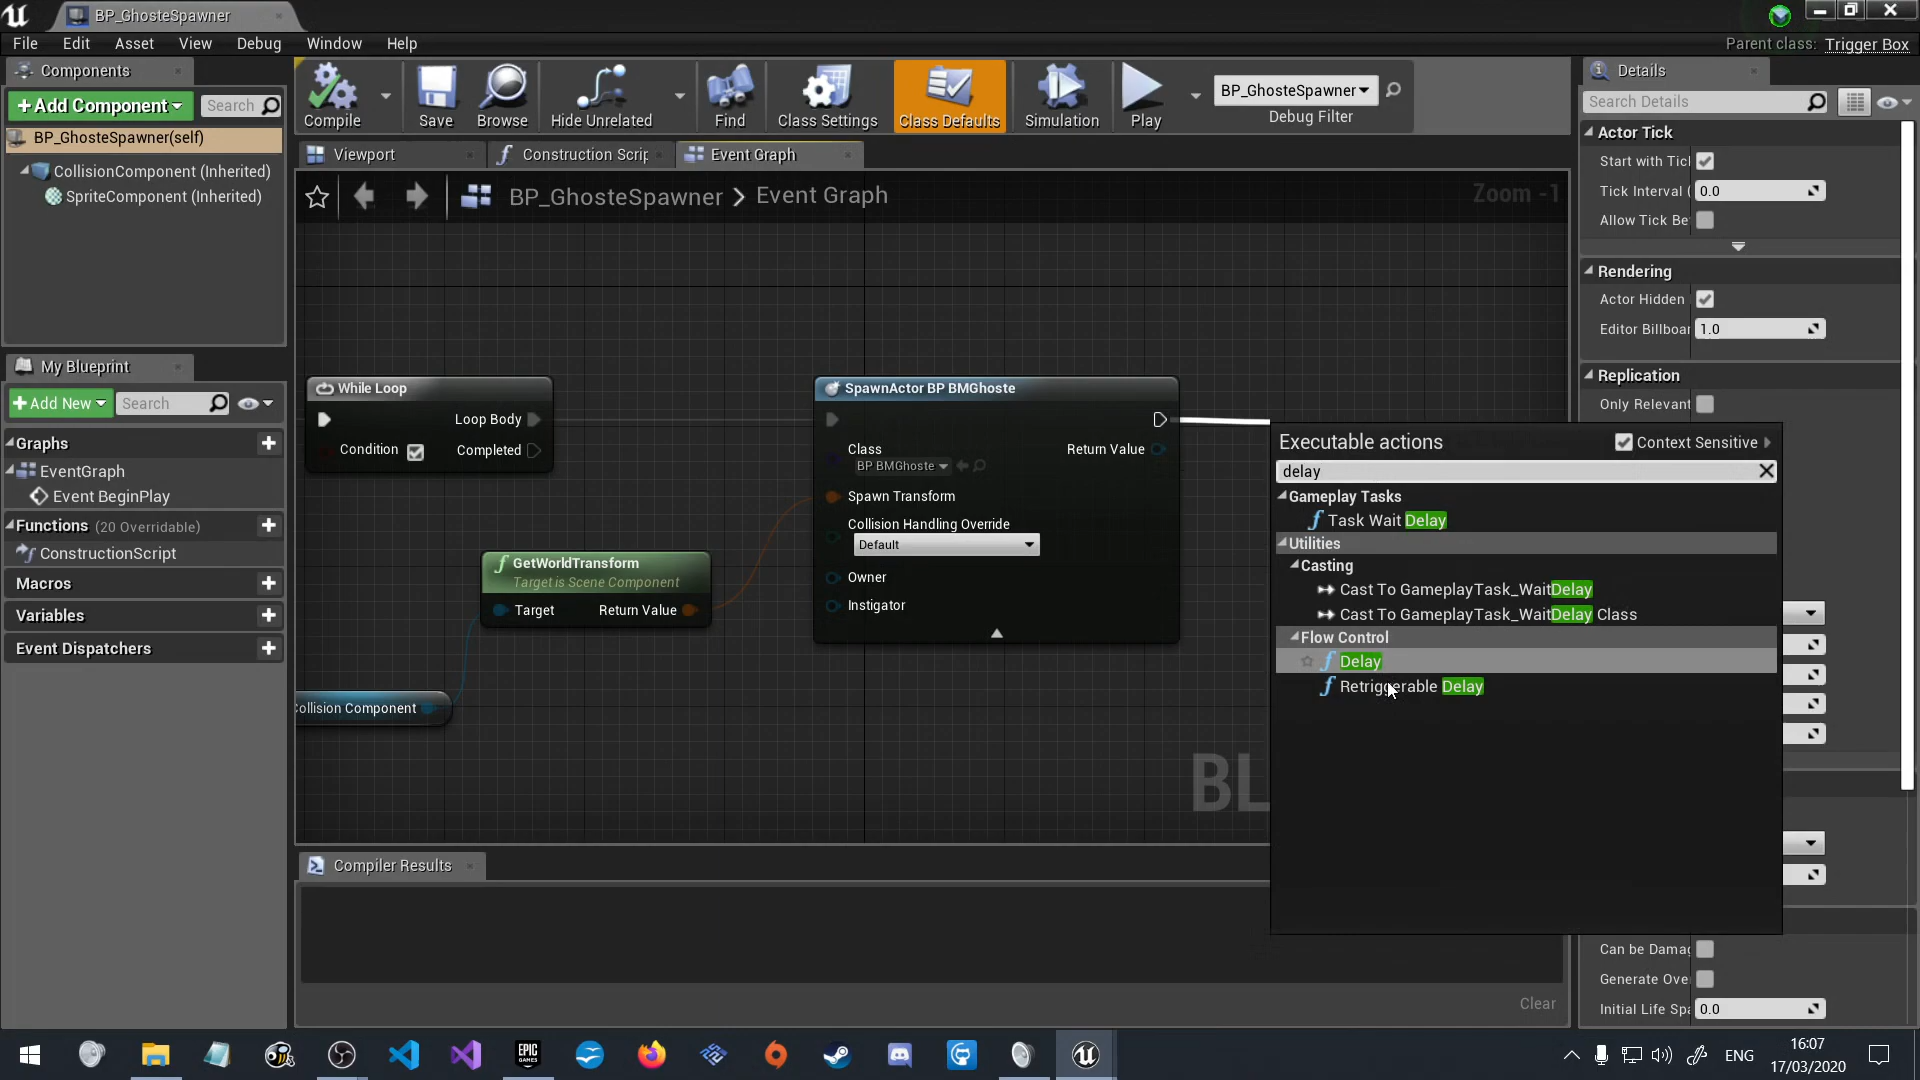 BP_GhosteSpawner
File Edit Asset View Debug Window Help
Parent class: Trigger Box
Components
+Add Component
Search
BP_GhosteSpawner(self)
CollisionComponent (Inherited)
SpriteComponent (Inherited)
My Blueprint
+Add New
Search
Graphs
EventGraph
Event BeginPlay
Functions (20 Overridable)
ConstructionScript
Macros
Variables
Event Dispatchers
Compile
Save
Browse
Hide Unrelated
Find
Class Settings
Class Defaults
Simulation
Play
BP_GhosteSpawner
Debug Filter
Viewport
Construction Scrip
Event Graph
BP_GhosteSpawner > Event Graph
Zoom -1
While Loop
Loop Body
Condition
Completed
GetWorldTransform
Target is Scene Component
Target
Return Value
ollision Component
SpawnActor BP BMGhoste
Class
BP BMGhoste
Return Value
Spawn Transform
Collision Handling Override
Default
Owner
Instigator
BL
Executable actions
Context Sensitive
delay
Gameplay Tasks
Task Wait Delay
Utilities
Casting
Cast To GameplayTask_WaitDelay
Cast To GameplayTask_WaitDelay Class
Flow Control
Delay
Retriggerable Delay
Compiler Results
Clear
Details
Search Details
Actor Tick
Start with Ticl
Tick Interval (
0.0
Allow Tick Be
Rendering
Actor Hidden
Editor Billboar
1.0
Replication
Only Relevant
Can be Damag
Generate Ove
Initial Life Spa
0.0
EPIC GAMES
ENG
16:07
17/03/2020